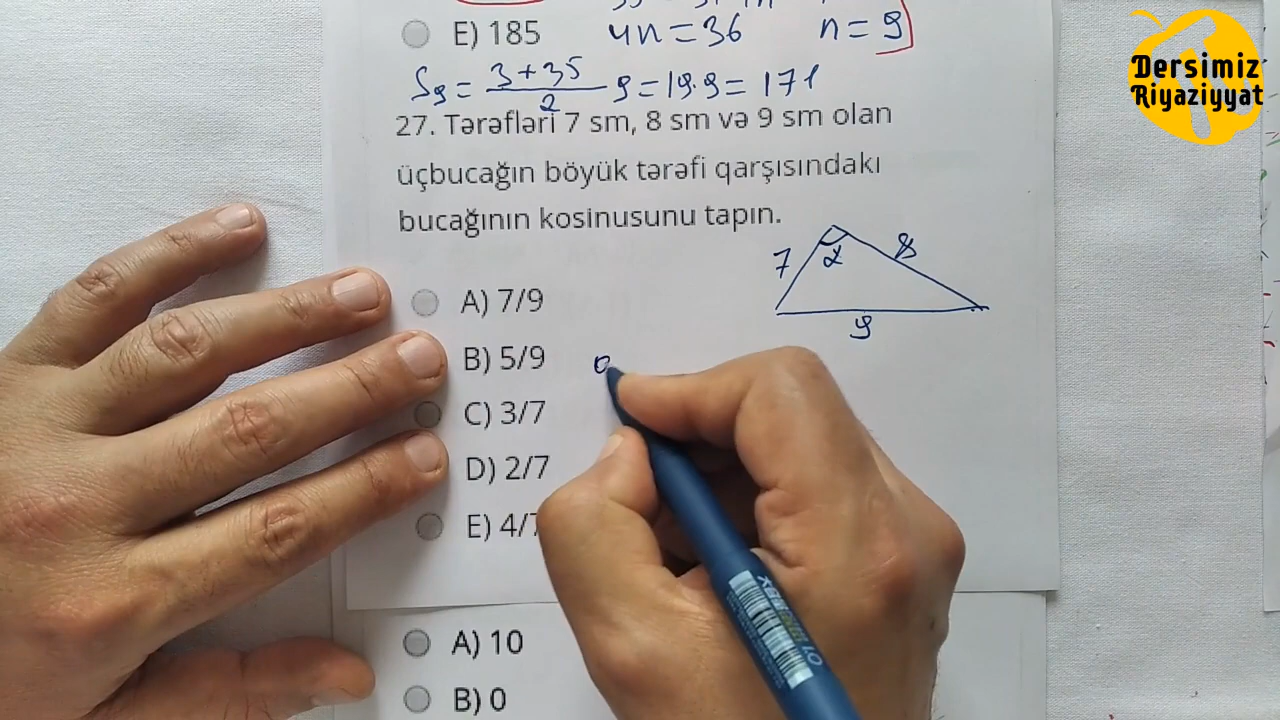 E) 185
4n = 36
n = 9
S₉ = 3+35/2 9 = 19·9 = 171
27. Tərəfləri 7 sm, 8 sm və 9 sm olan
üçbucağın böyük tərəfi qarşısındakı
bucağının kosinusunu tapın.
7
α
8
9
A) 7/9
B) 5/9
C) 3/7
D) 2/7
E) 4/7
A) 10
B) 0
Dersimiz
Riyaziyyat